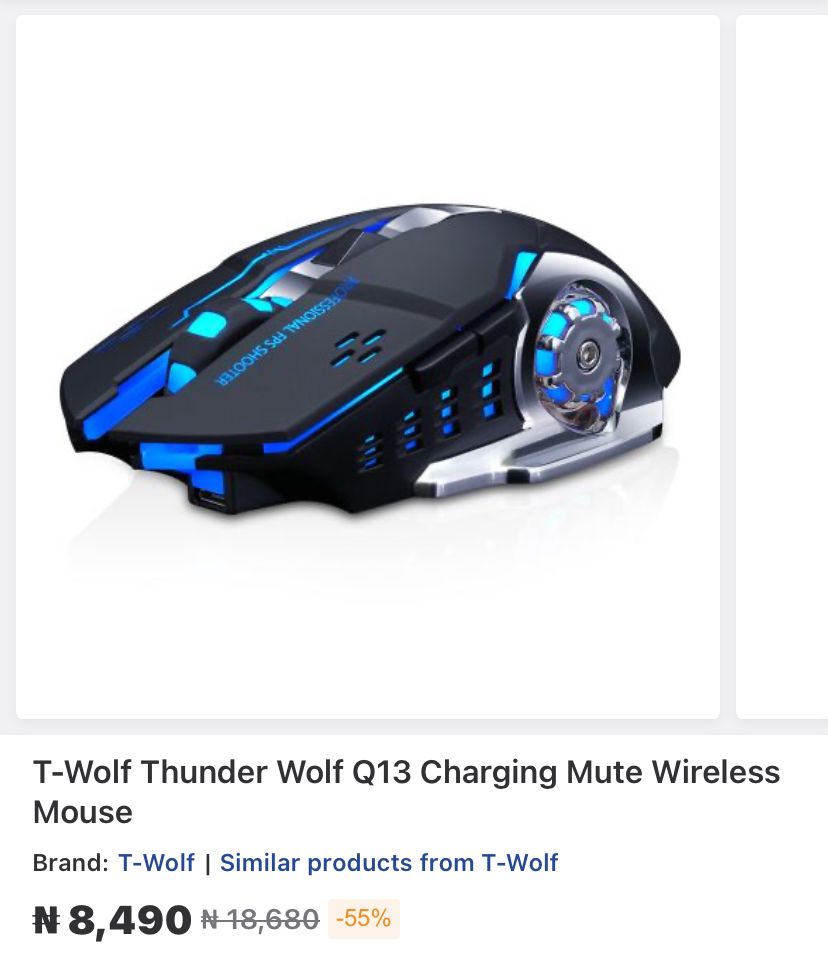 PROFESSIONAL FPS SHOOTER
T-Wolf Thunder Wolf Q13 Charging Mute Wireless
Mouse
Brand: T-Wolf | Similar products from T-Wolf
₦ 8,490 ₦ 18,680 -55%